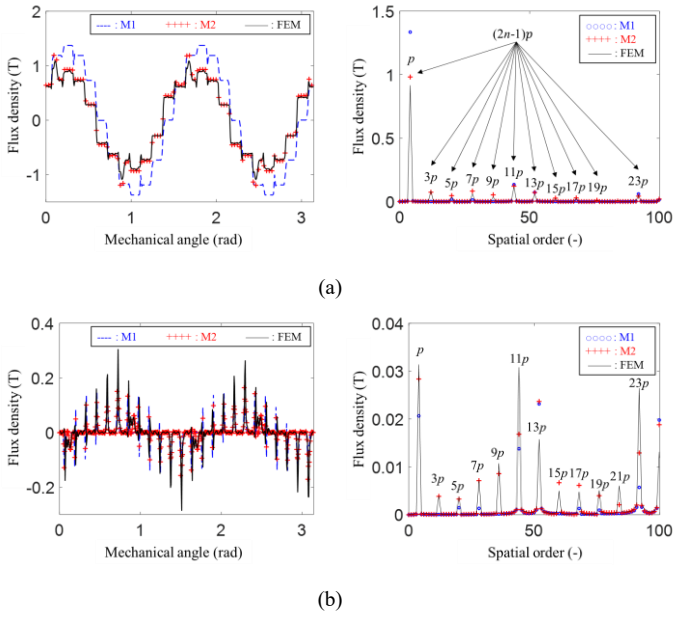 ---- : M1 ++++ : M2 —— : FEM
Flux density (T)
1
0
-1
0 1 2 3
Mechanical angle (rad)
Flux density (T)
1.5
1
0.5
0
(2n-1)p
oooo : M1
++++ : M2
—— : FEM
p
3p 5p 7p 9p 11p 13p 15p 17p 19p 23p
0 50 100
Spatial order (-)
(a)
---- : M1 ++++ : M2 —— : FEM
Flux density (T)
0.4
0.2
0
-0.2
0 1 2 3
Mechanical angle (rad)
Flux density (T)
0.04
0.03
0.02
0.01
0
oooo : M1
++++ : M2
—— : FEM
p 3p 5p 7p 9p 11p 13p 15p 17p 19p 21p 23p
0 50 100
Spatial order (-)
(b)